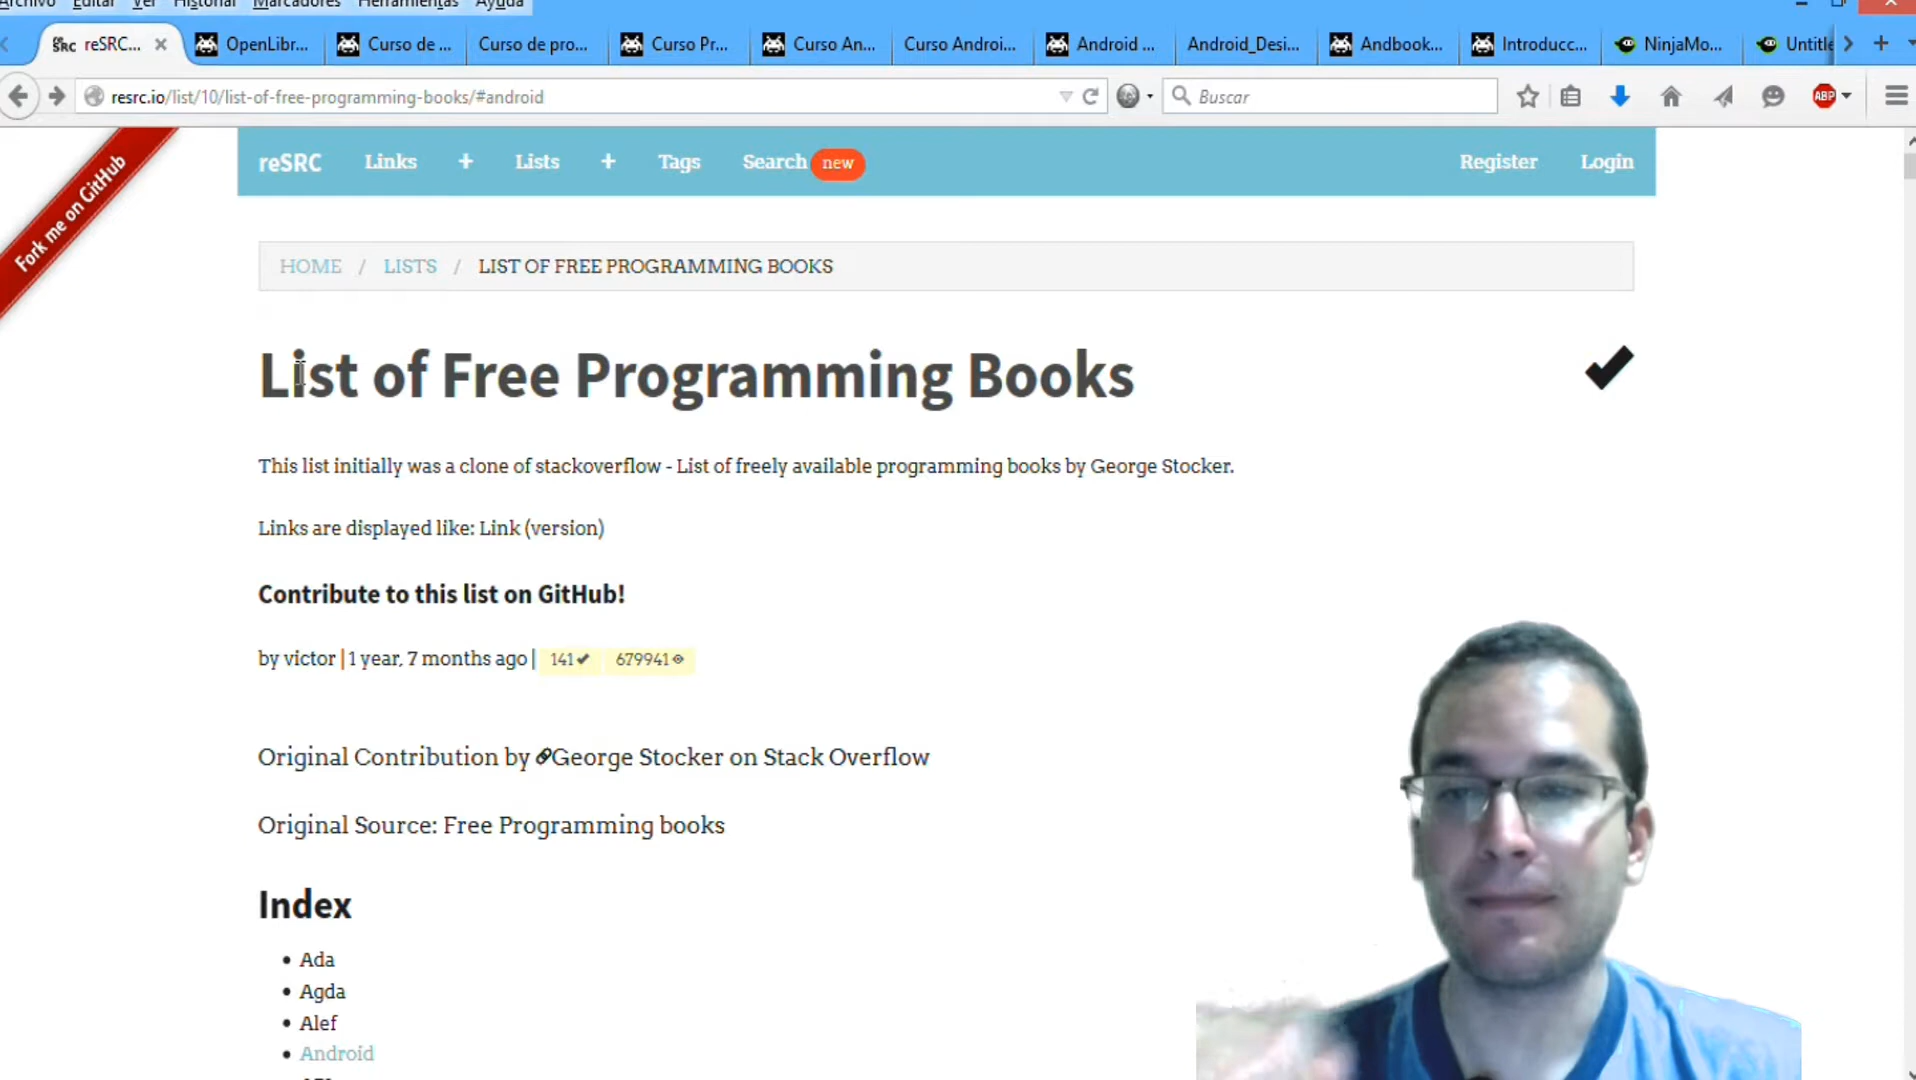 Archivo Editar Ver Historial Marcadores Herramientas Ayuda
reSRC... OpenLibr... Curso de ... Curso de pro... Curso Pr... Curso An... Curso Androi... Android ... Android_Desi... Andbook... Introducc... NinjaMo... Untitle
resrc.io/list/10/list-of-free-programming-books/#android Buscar ABP
Fork me on GitHub
reSRC Links + Lists + Tags Search new Register Login
HOME / LISTS / LIST OF FREE PROGRAMMING BOOKS
List of Free Programming Books
This list initially was a clone of stackoverflow - List of freely available programming books by George Stocker.
Links are displayed like: Link (version)
Contribute to this list on GitHub!
by victor | 1 year, 7 months ago | 141 679941
Original Contribution by George Stocker on Stack Overflow
Original Source: Free Programming books
Index
• Ada
• Agda
• Alef
• Android